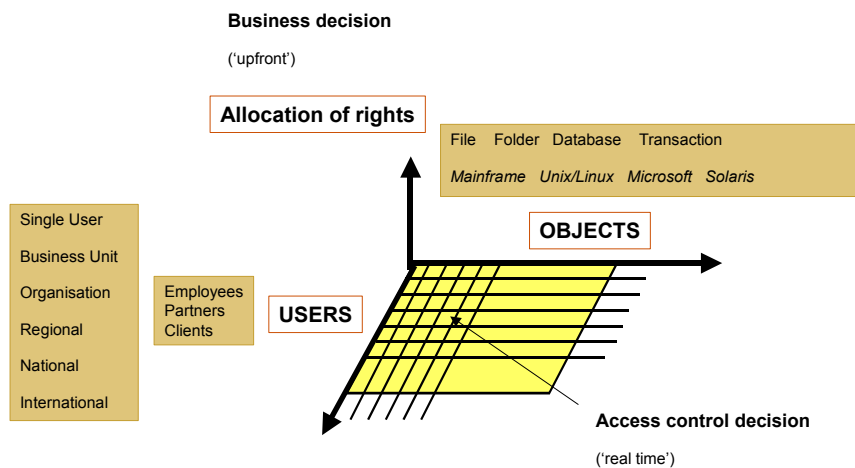 Business decision
(‘upfront’)
Allocation of rights
File Folder Database Transaction
Mainframe Unix/Linux Microsoft Solaris
OBJECTS
Single User
Business Unit
Organisation
Regional
National
International
Employees
Partners
Clients
USERS
Access control decision
(‘real time’)